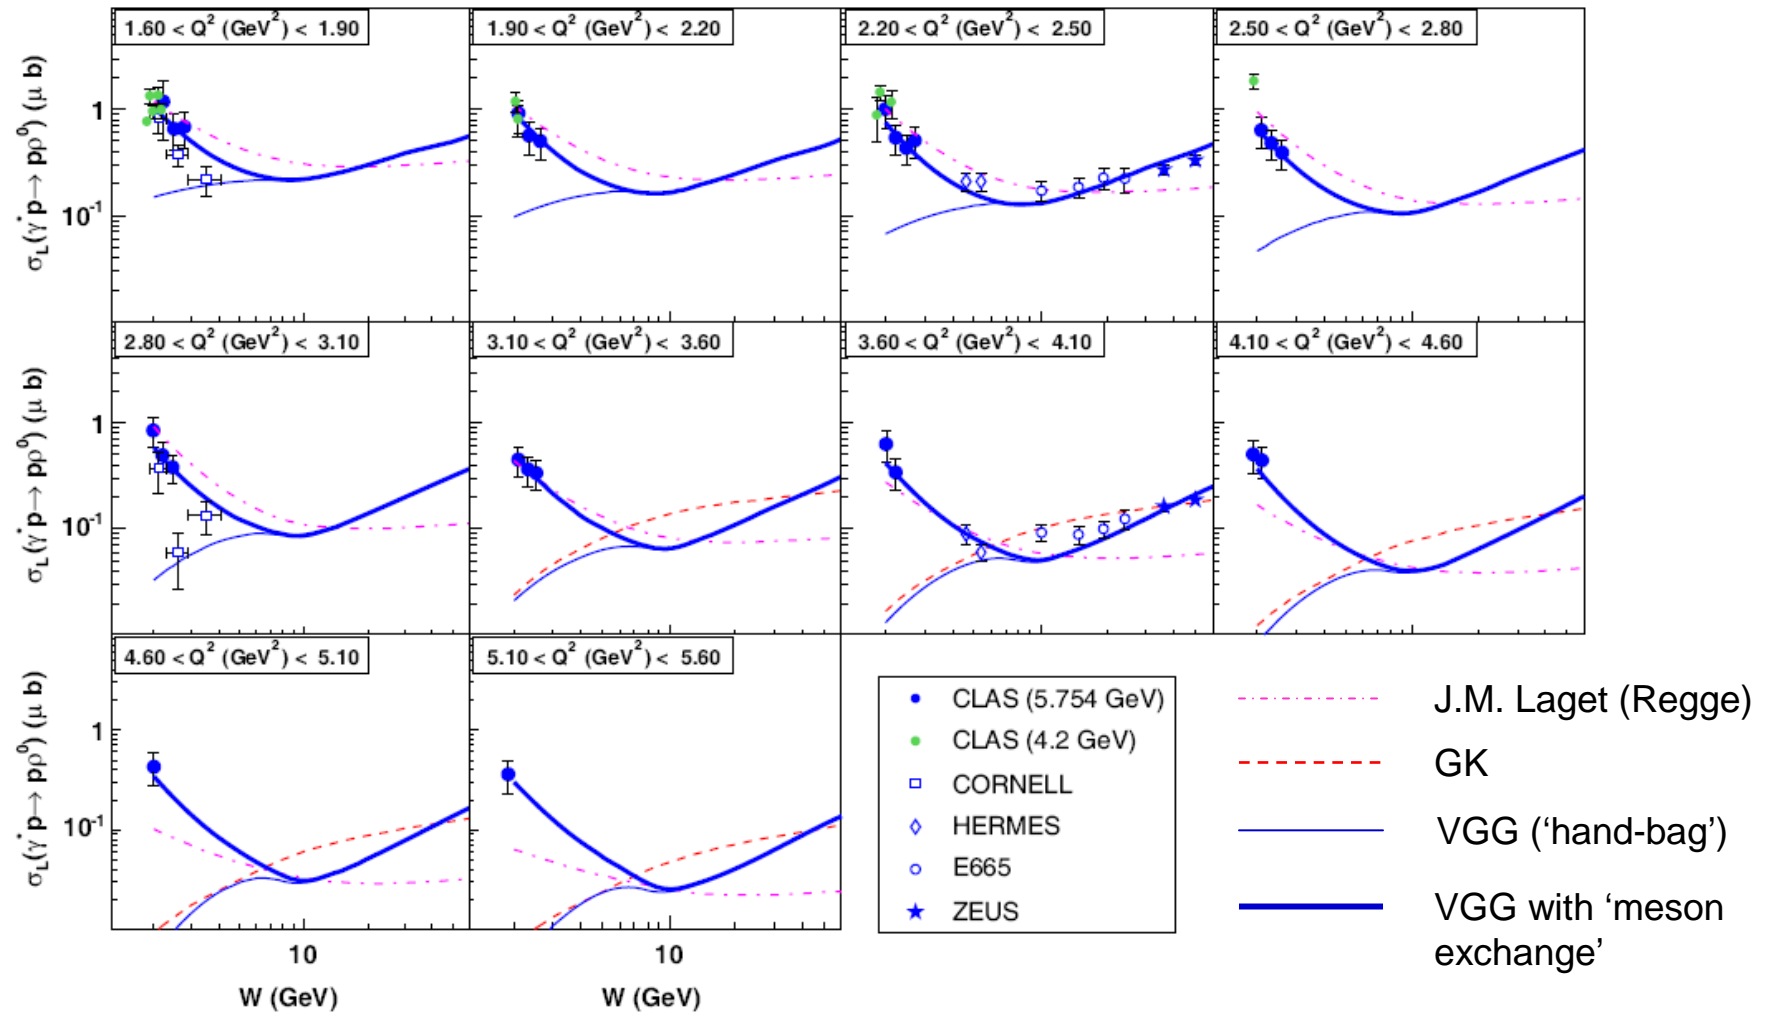 1.60 < Q² (GeV²) < 1.90
1.90 < Q² (GeV²) < 2.20
2.20 < Q² (GeV²) < 2.50
2.50 < Q² (GeV²) < 2.80
σL(γ* p → p ρ⁰) (μ b)
1
10⁻¹
2.80 < Q² (GeV²) < 3.10
3.10 < Q² (GeV²) < 3.60
3.60 < Q² (GeV²) < 4.10
4.10 < Q² (GeV²) < 4.60
σL(γ* p → p ρ⁰) (μ b)
1
10⁻¹
4.60 < Q² (GeV²) < 5.10
5.10 < Q² (GeV²) < 5.60
σL(γ* p → p ρ⁰) (μ b)
1
10⁻¹
10
10
W (GeV)
W (GeV)
CLAS (5.754 GeV)
CLAS (4.2 GeV)
CORNELL
HERMES
E665
ZEUS
J.M. Laget (Regge)
GK
VGG (‘hand-bag’)
VGG with ‘meson
exchange’